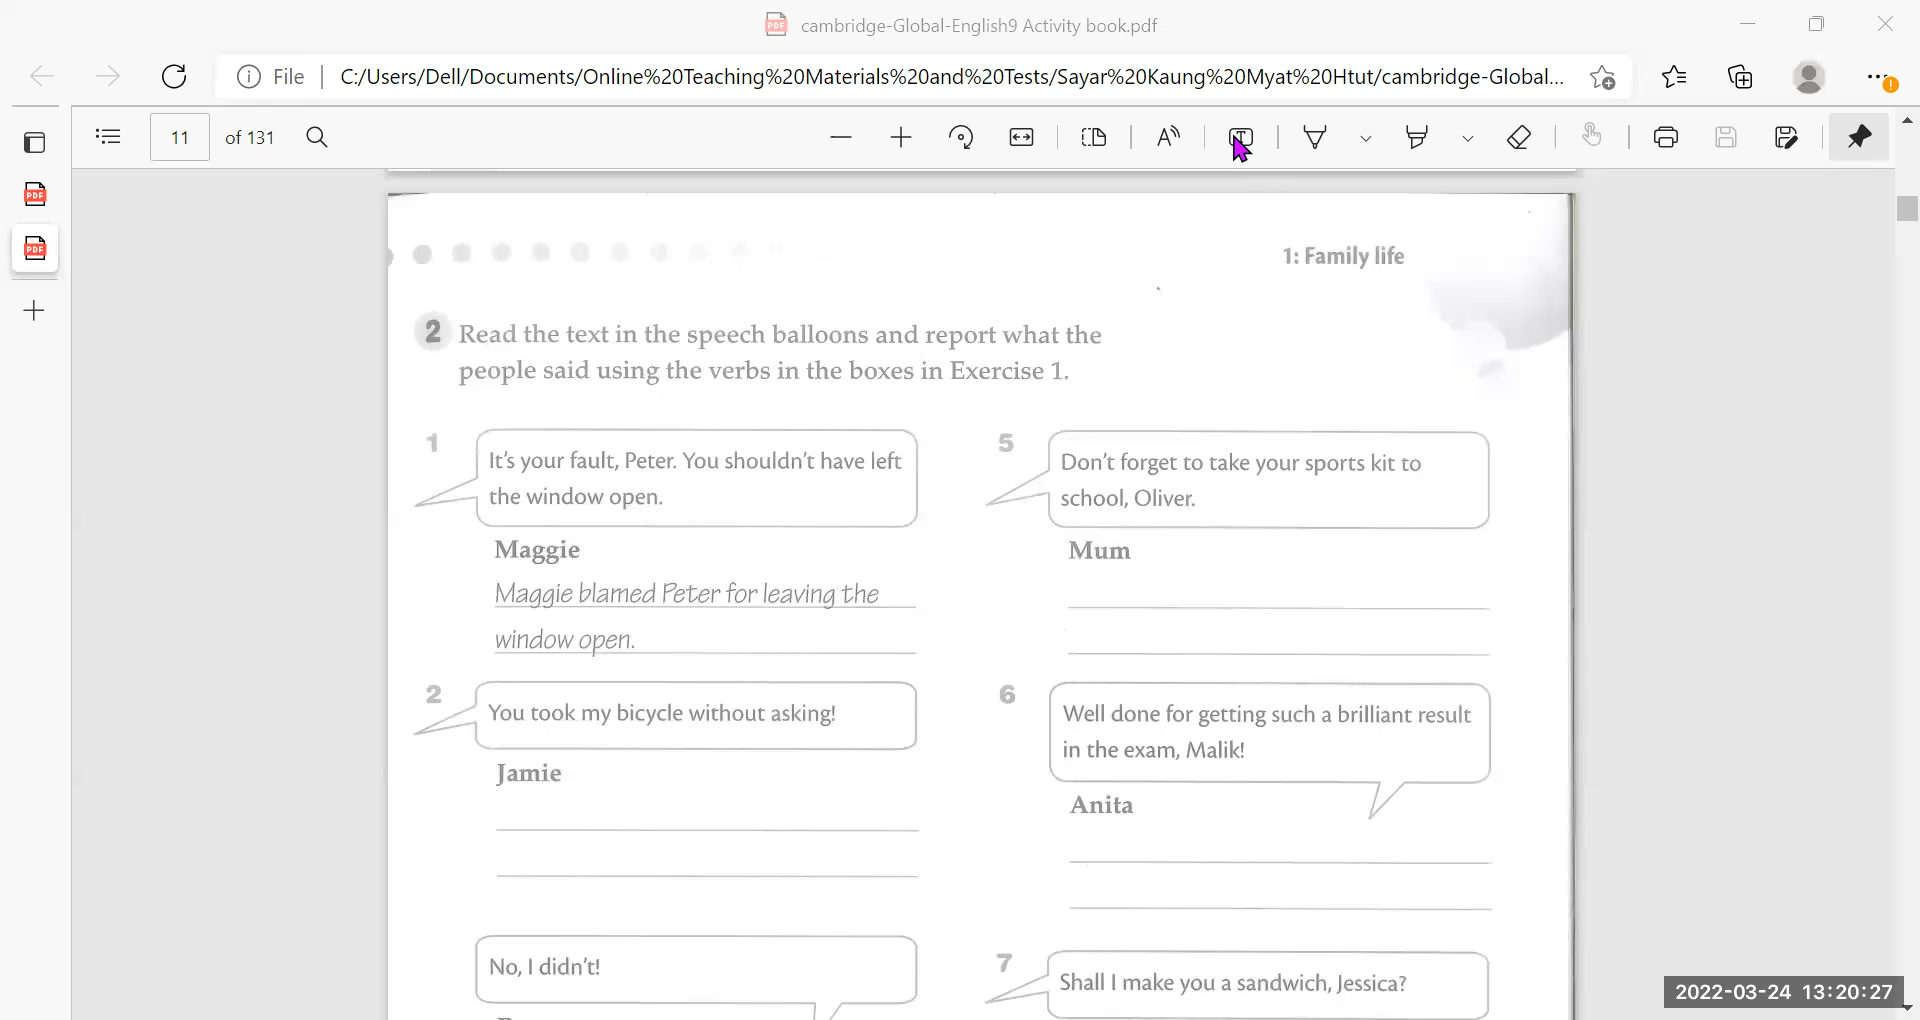 cambridge-Global-English9 Activity book.pdf
File
C:/Users/Dell/Documents/Online%20Teaching%20Materials%20and%20Tests/Sayar%20Kaung%20Myat%20Htut/cambridge-Global...
11 of 131
1: Family life
2 Read the text in the speech balloons and report what the
people said using the verbs in the boxes in Exercise 1.
1
It's your fault, Peter. You shouldn't have left
the window open.
Maggie
Maggie blamed Peter for leaving the
window open.
2
You took my bicycle without asking!
Jamie
No, I didn't!
5
Don't forget to take your sports kit to
school, Oliver.
Mum
6
Well done for getting such a brilliant result
in the exam, Malik!
Anita
7
Shall I make you a sandwich, Jessica?
2022-03-24 13:20:27